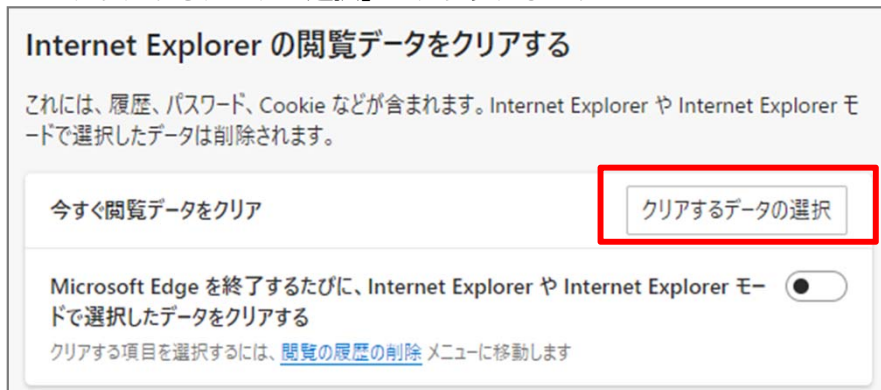 Internet Explorer の閲覧データをクリアする
これには、履歴、パスワード、Cookie などが含まれます。Internet Explorer や Internet Explorer モ
ードで選択したデータは削除されます。
今すぐ閲覧データをクリア
クリアするデータの選択
Microsoft Edge を終了するたびに、Internet Explorer や Internet Explorer モー
ドで選択したデータをクリアする
クリアする項目を選択するには、閲覧の履歴の削除 メニューに移動します